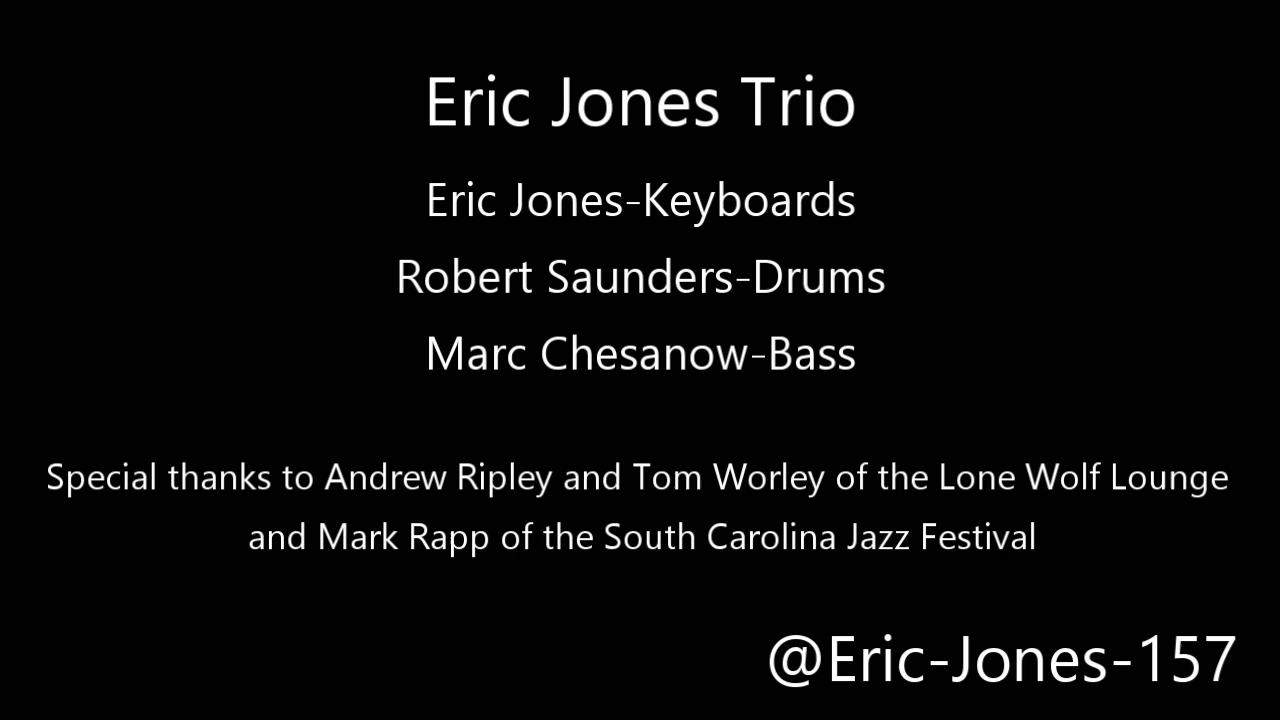 Eric Jones Trio
Eric Jones-Keyboards
Robert Saunders-Drums
Marc Chesanow-Bass
Special thanks to Andrew Ripley and Tom Worley of the Lone Wolf Lounge
and Mark Rapp of the South Carolina Jazz Festival
@Eric-Jones-157